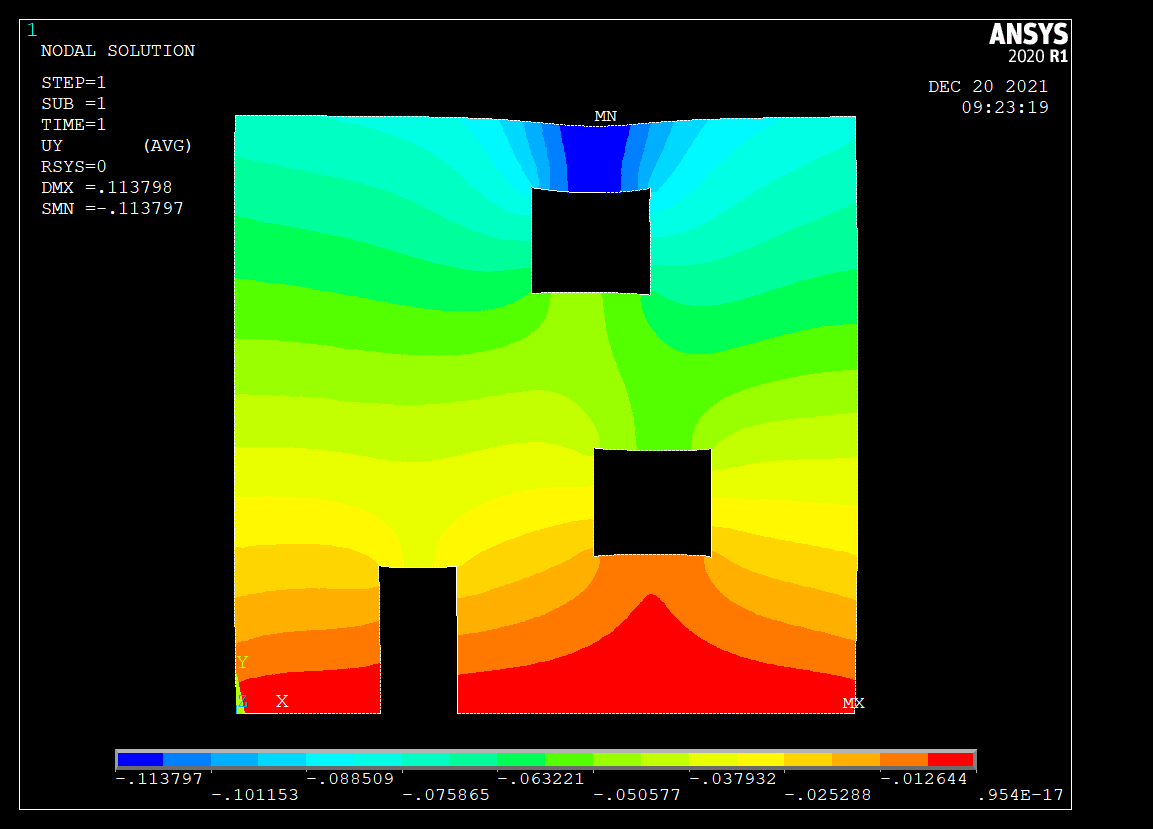 1
ANSYS
2020 R1
NODAL SOLUTION
STEP=1
SUB =1
TIME=1
UY (AVG)
RSYS=0
DMX =.113798
SMN =-.113797
DEC 20 2021
09:23:19
MN
Y
Z X
MX
-.113797 -.088509 -.063221 -.037932 -.012644
-.101153 -.075865 -.050577 -.025288 .954E-17